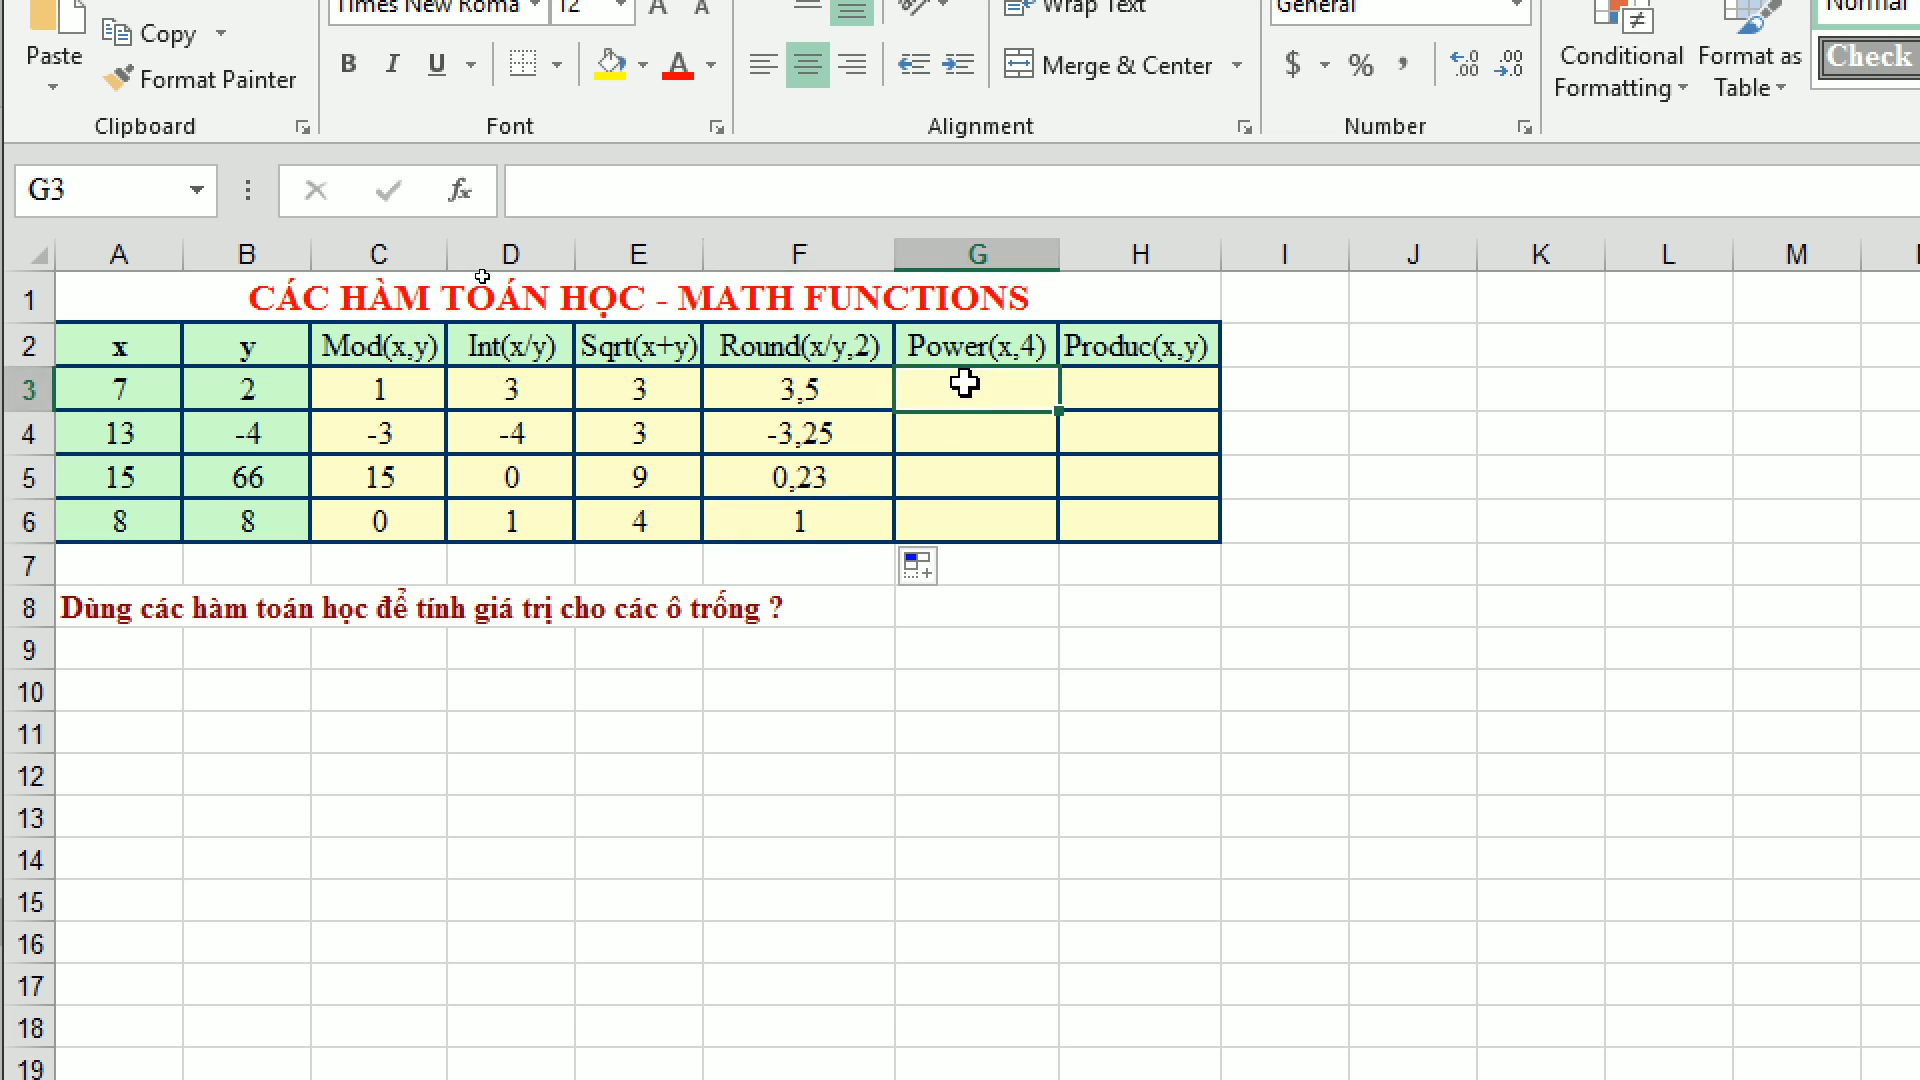 Times New Roma 12 A A Wrap Text General Normal
Paste Copy
Format Painter B I U A Merge & Center $ % , Conditional Formatting Format as Table Check
Clipboard Font Alignment Number
G3 fx
A B C D E F G H I J K L M
1 CÁC HÀM TOÁN HỌC - MATH FUNCTIONS
2 x y Mod(x,y) Int(x/y) Sqrt(x+y) Round(x/y,2) Power(x,4) Produc(x,y)
3 7 2 1 3 3 3,5
4 13 -4 -3 -4 3 -3,25
5 15 66 15 0 9 0,23
6 8 8 0 1 4 1
7
8 Dùng các hàm toán học để tính giá trị cho các ô trống ?
9
10
11
12
13
14
15
16
17
18
19